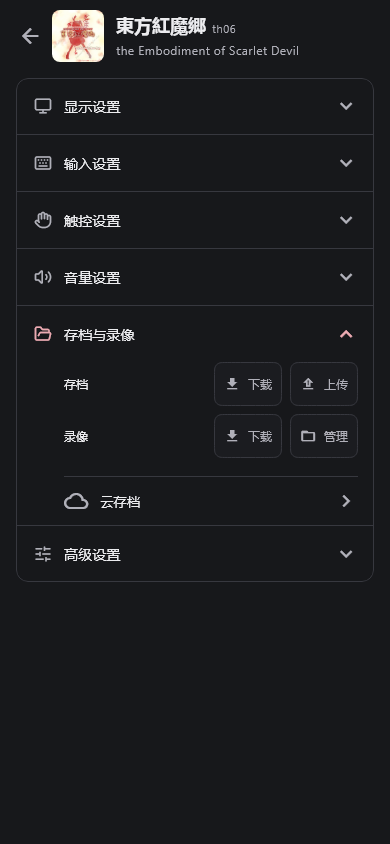 東方紅魔郷 th06
the Embodiment of Scarlet Devil
显示设置
输入设置
触控设置
音量设置
存档与录像
存档 下载 上传
录像 下载 管理
云存档
高级设置